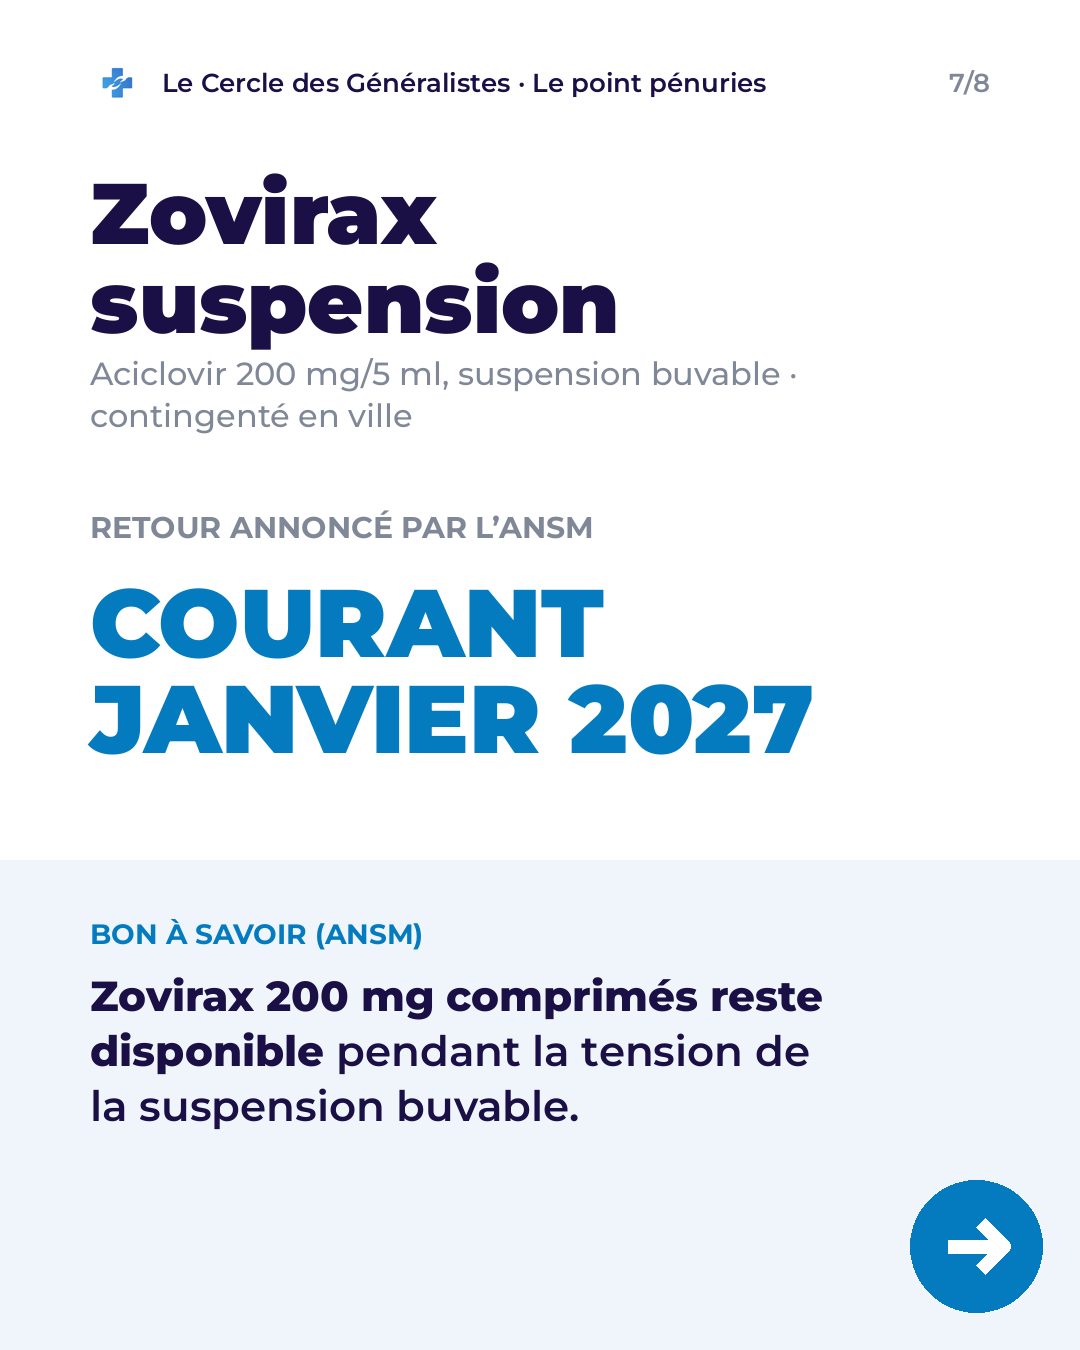 Le Cercle des Généralistes · Le point pénuries
7/8
Zovirax
suspension
Aciclovir 200 mg/5 ml, suspension buvable ·
contingenté en ville
RETOUR ANNONCÉ PAR L’ANSM
COURANT
JANVIER 2027
BON À SAVOIR (ANSM)
Zovirax 200 mg comprimés reste
disponible pendant la tension de
la suspension buvable.